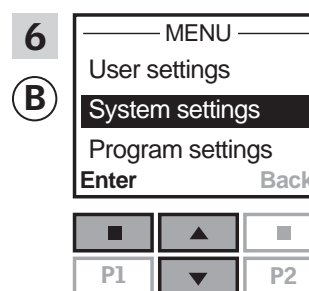 6
B
MENU
User settings
System settings
Program settings
Enter Back
P1 P2